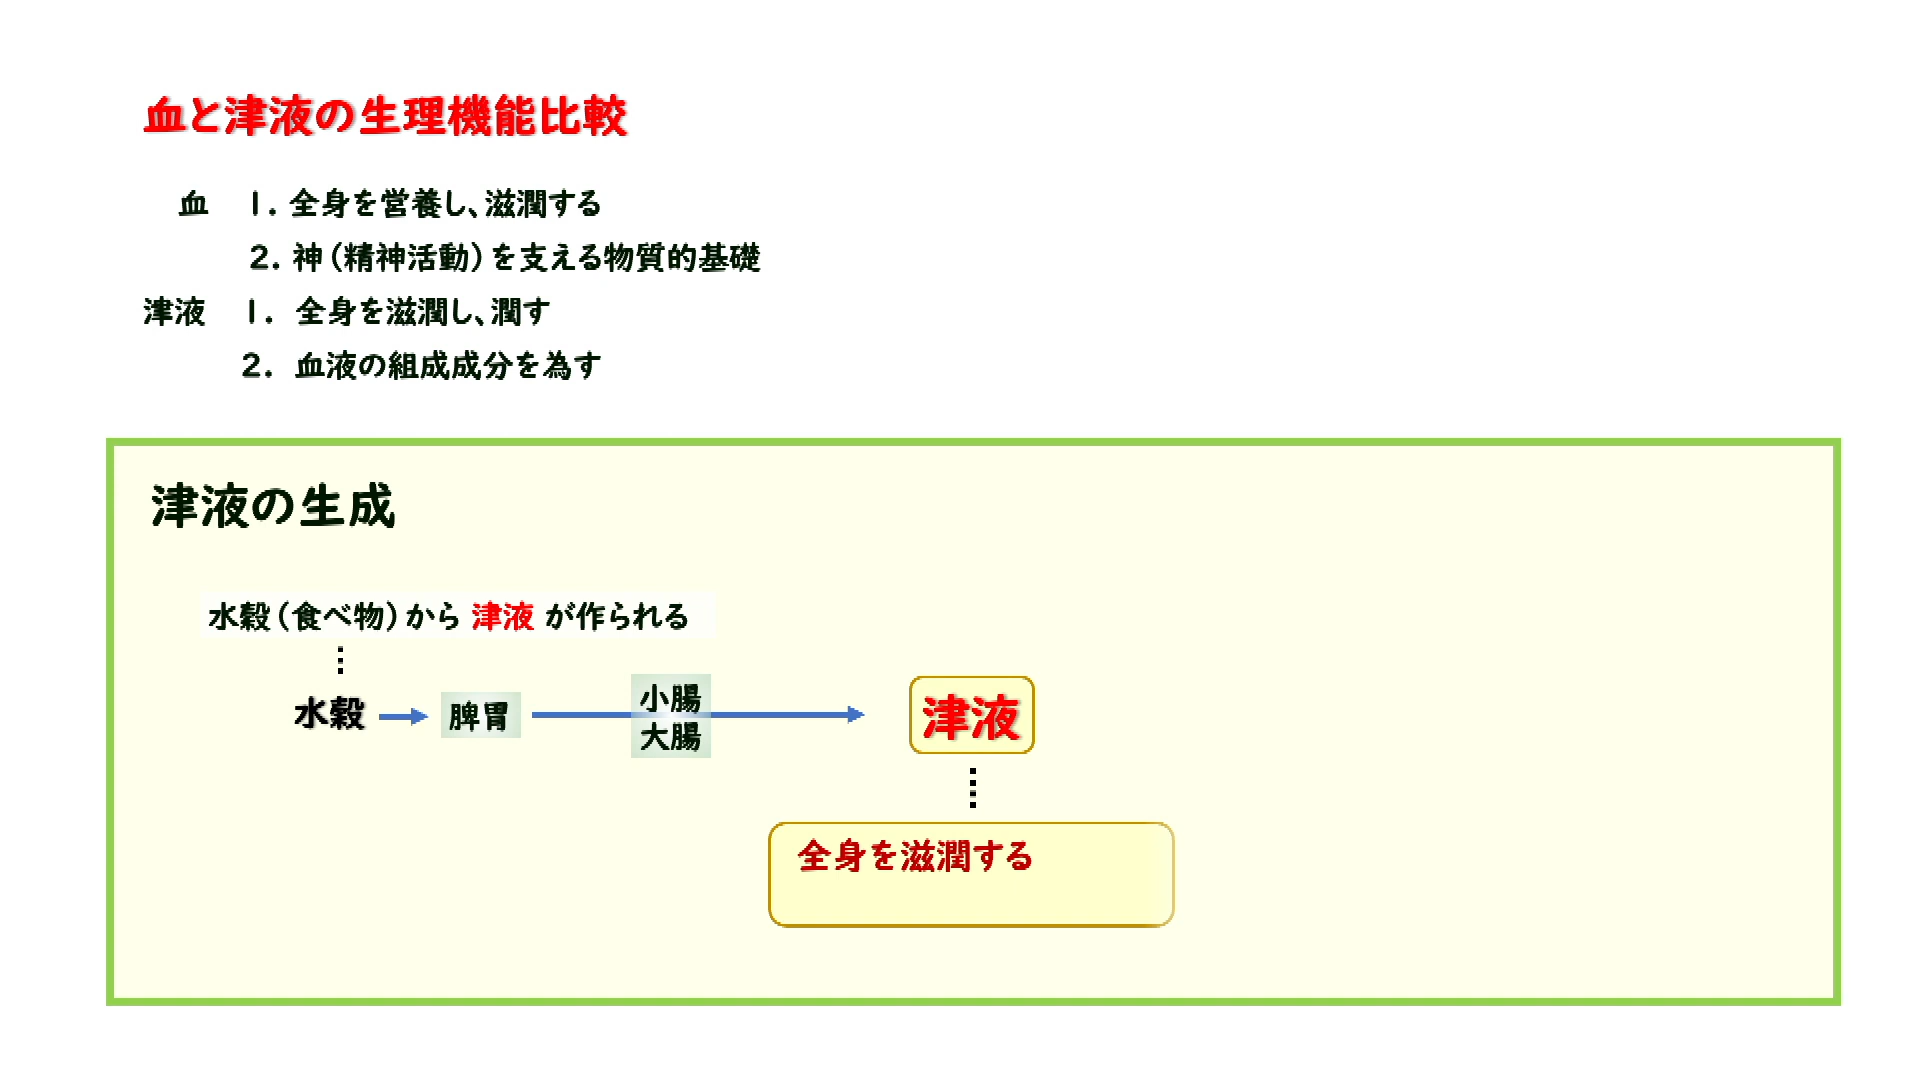 血と津液の生理機能比較
血 1. 全身を営養し、滋潤する
2. 神(精神活動)を支える物質的基礎
津液 1. 全身を滋潤し、潤す
2. 血液の組成成分を為す
津液の生成
水穀(食べ物)から 津液 が作られる
水穀
脾胃
小腸
大腸
津液
全身を滋潤する